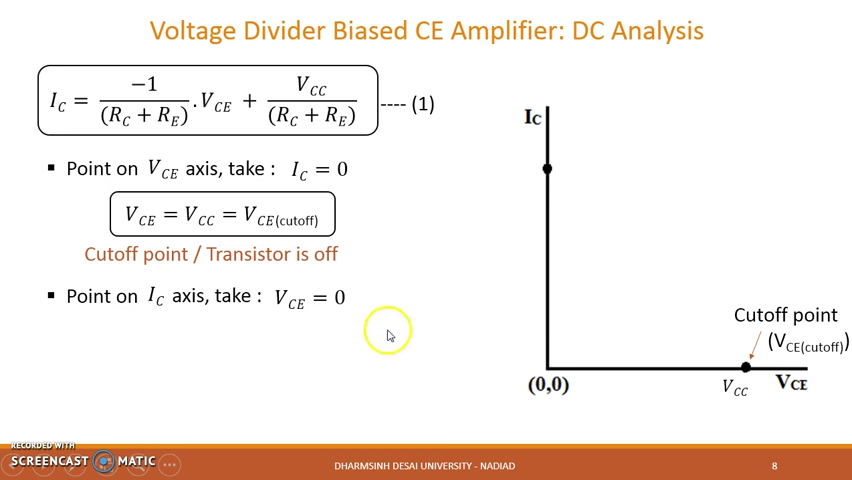 Voltage Divider Biased CE Amplifier: DC Analysis
I_C = −1/(R_C + R_E) . V_CE + V_CC/(R_C + R_E) ---- (1)
▪ Point on V_CE axis, take : I_C = 0
V_CE = V_CC = V_CE(cutoff)
Cutoff point / Transistor is off
▪ Point on I_C axis, take : V_CE = 0
I_C
Cutoff point
(V_CE(cutoff))
(0,0)
V_CC
V_CE
RECORDED WITH
SCREENCAST MATIC
DHARMSINH DESAI UNIVERSITY - NADIAD
8